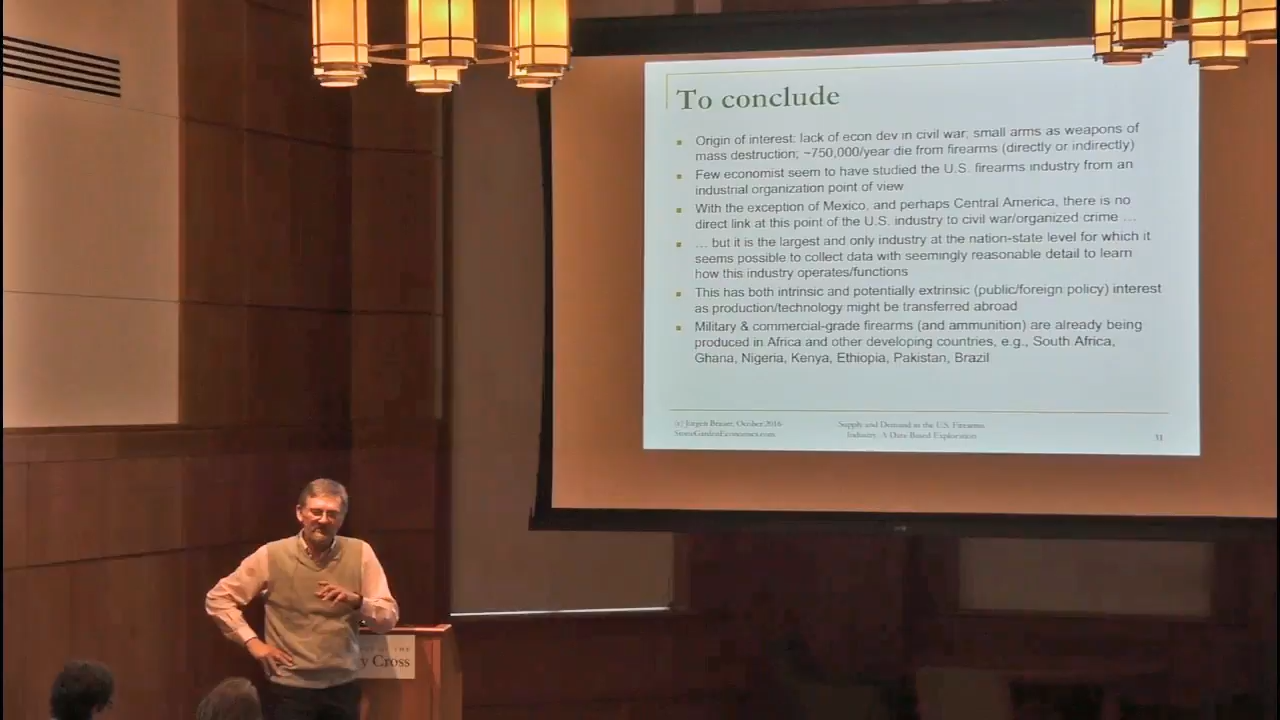 To conclude
Origin of interest: lack of econ dev in civil war; small arms as weapons of
mass destruction; ~750,000/year die from firearms (directly or indirectly)
Few economist seem to have studied the U.S. firearms industry from an
industrial organization point of view
With the exception of Mexico, and perhaps Central America, there is no
direct link at this point of the U.S. industry to civil war/organized crime …
… but it is the largest and only industry at the nation-state level for which it
seems possible to collect data with seemingly reasonable detail to learn
how this industry operates/functions
This has both intrinsic and potentially extrinsic (public/foreign policy) interest
as production/technology might be transferred abroad
Military & commercial-grade firearms (and ammunition) are already being
produced in Africa and other developing countries, e.g., South Africa,
Ghana, Nigeria, Kenya, Ethiopia, Pakistan, Brazil
(c) Jurgen Brauer, October 2016
StoneGardenEconomics.com
Supply and Demand in the U.S. Firearms
Industry: A Data Based Exploration
31
OF THE
y Cross